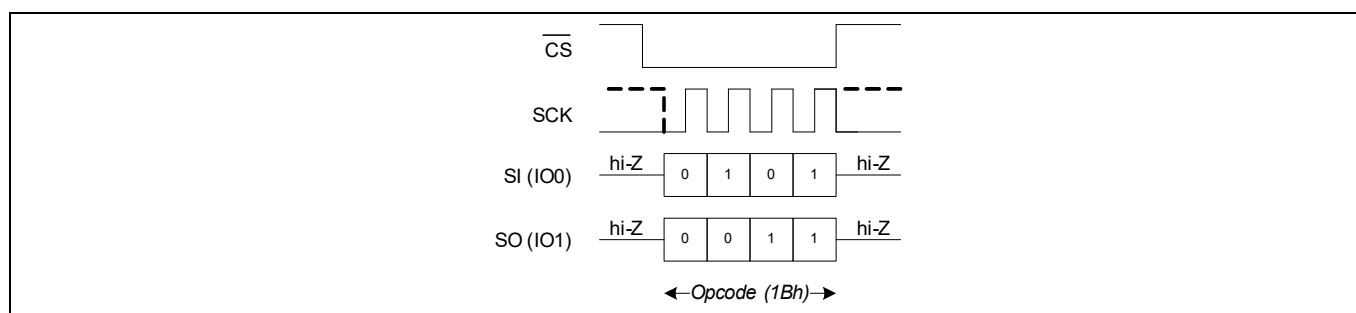 CS
SCK
hi-Z 0 1 0 1 hi-Z
SI (IO0)
hi-Z 0 0 1 1 hi-Z
SO (IO1)
Opcode (1Bh)